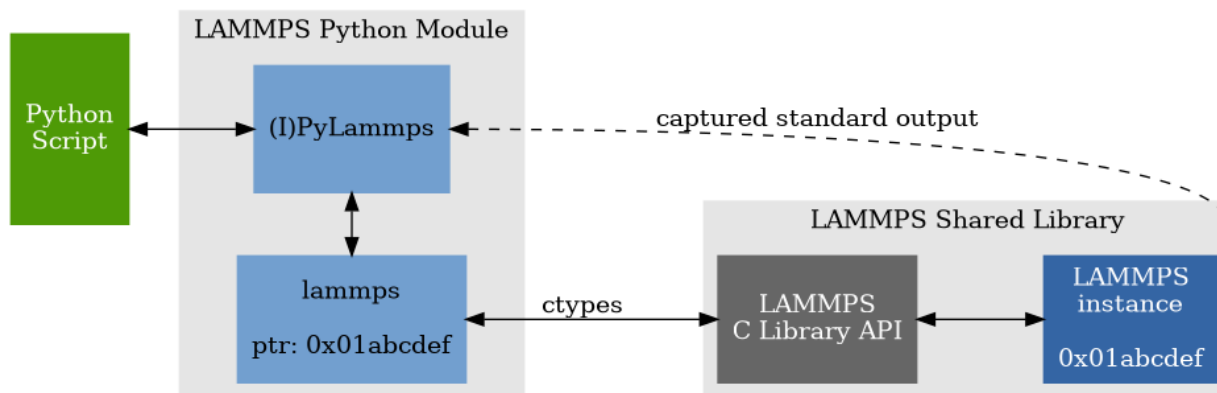 LAMMPS Python Module
Python
Script
(I)PyLammps
captured standard output
LAMMPS Shared Library
lammps
ptr: 0x01abcdef
ctypes
LAMMPS
C Library API
LAMMPS
instance
0x01abcdef